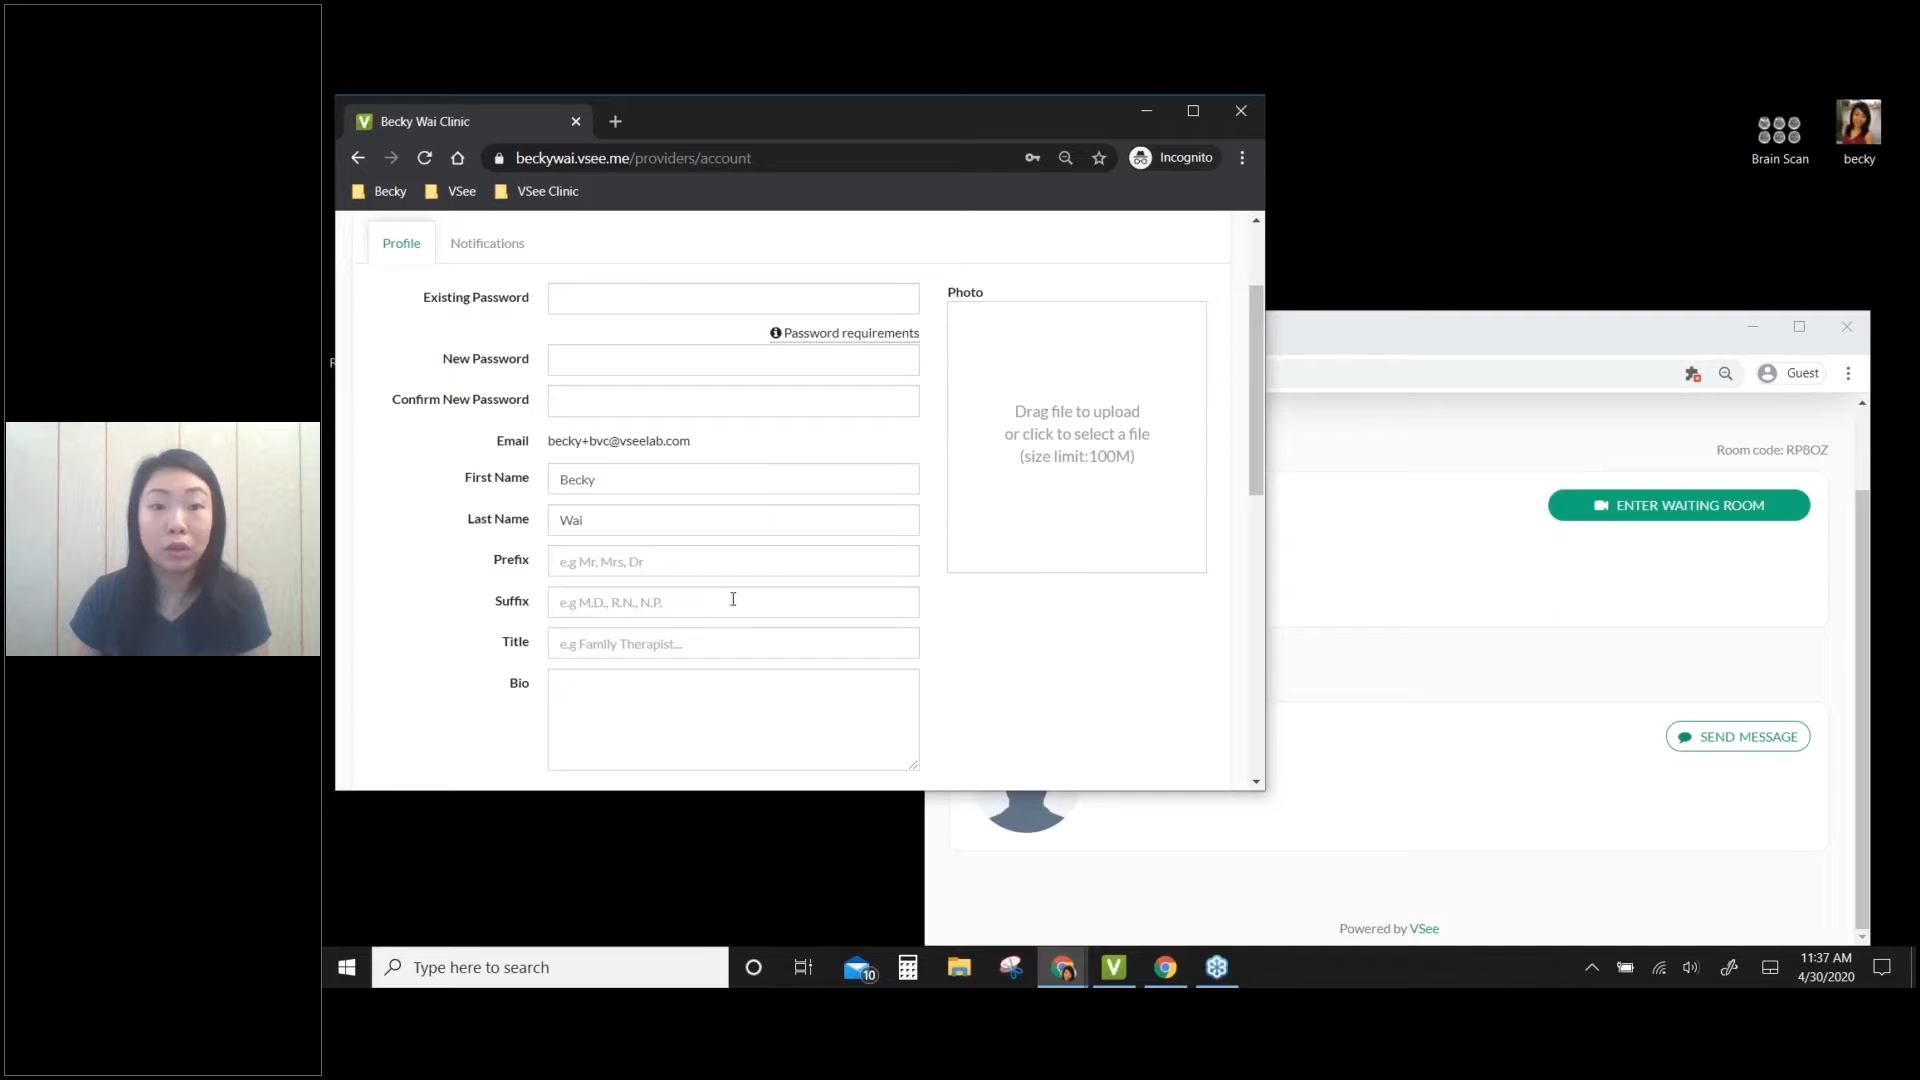 Becky Wai Clinic
beckywai.vsee.me/providers/account
Incognito
Becky
VSee
VSee Clinic
Profile
Notifications
Existing Password
Password requirements
New Password
Confirm New Password
Email
becky+bvc@vseelab.com
First Name
Becky
Last Name
Wai
Prefix
e.g Mr, Mrs, Dr
Suffix
e.g M.D., R.N., N.P.
Title
e.g Family Therapist...
Bio
Photo
Drag file to upload
or click to select a file
(size limit:100M)
Brain Scan
becky
Guest
Room code: RP8OZ
ENTER WAITING ROOM
SEND MESSAGE
Powered by VSee
Type here to search
10
11:37 AM
4/30/2020